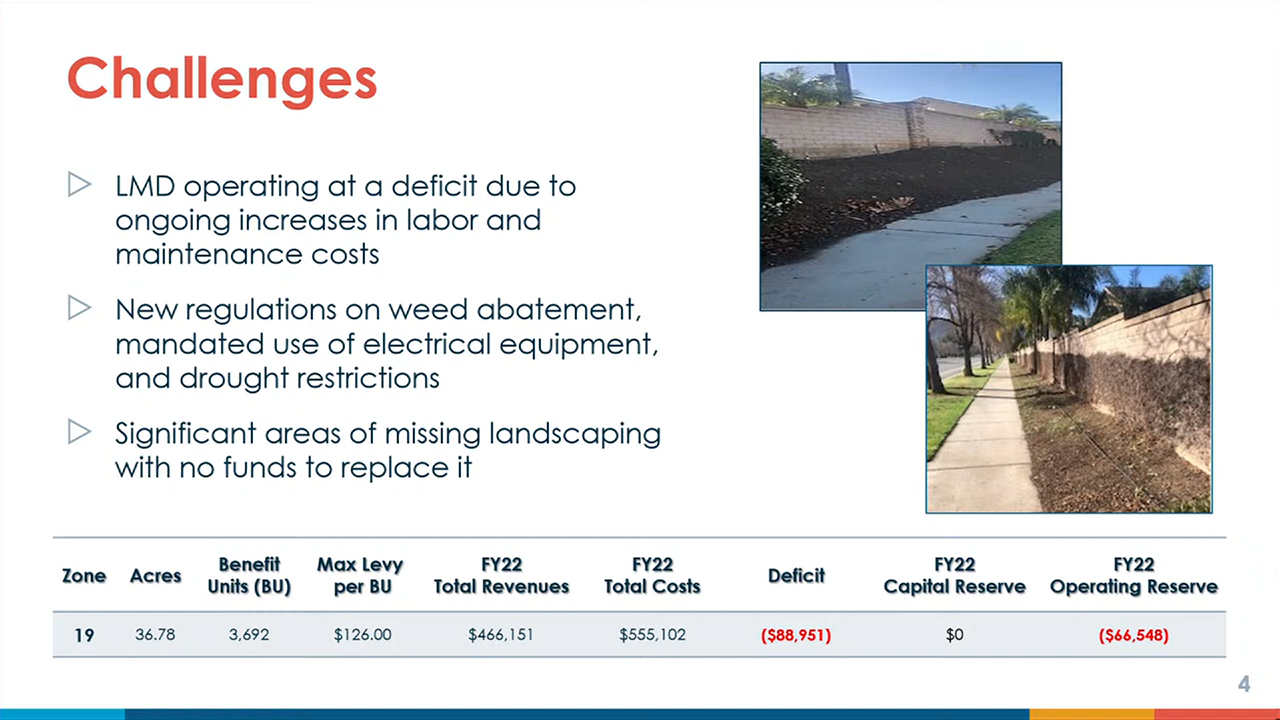 Challenges
LMD operating at a deficit due to
ongoing increases in labor and
maintenance costs
New regulations on weed abatement,
mandated use of electrical equipment,
and drought restrictions
Significant areas of missing landscaping
with no funds to replace it
Zone Acres Benefit Units (BU) Max Levy per BU FY22 Total Revenues FY22 Total Costs Deficit FY22 Capital Reserve FY22 Operating Reserve
19 36.78 3,692 $126.00 $466,151 $555,102 ($88,951) $0 ($66,548)
4